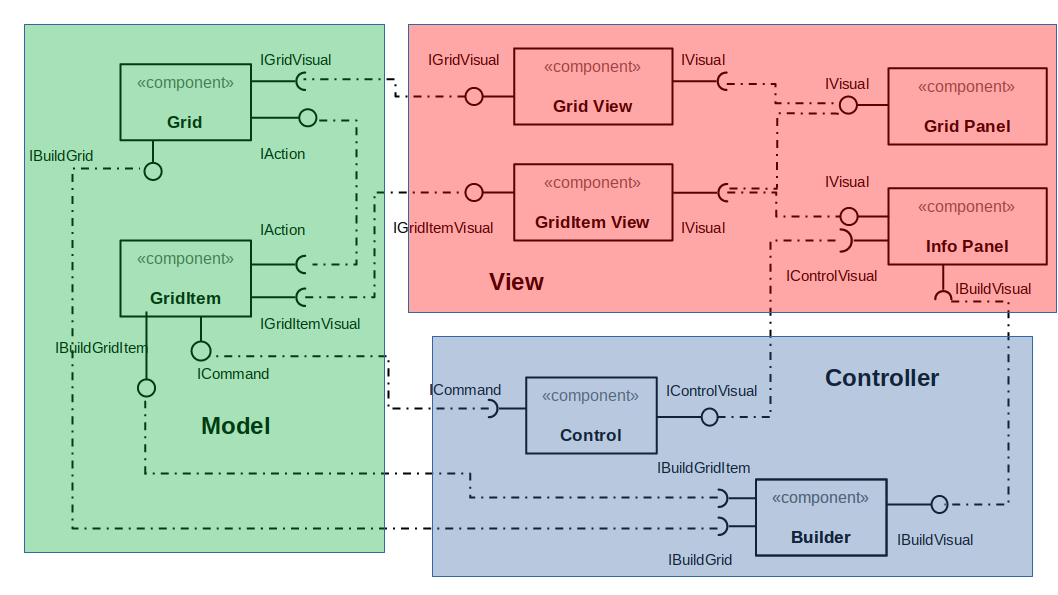 «component»
Grid
IGridVisual
IAction
IBuildGrid
«component»
GridItem
IAction
IGridItemVisual
IBuildGridItem
ICommand
Model
IGridVisual
«component»
Grid View
IVisual
IVisual
«component»
Grid Panel
IGridItemVisual
«component»
GridItem View
IVisual
IVisual
«component»
Info Panel
IControlVisual
IBuildVisual
View
Controller
ICommand
«component»
Control
IControlVisual
IBuildGridItem
«component»
Builder
IBuildVisual
IBuildGrid